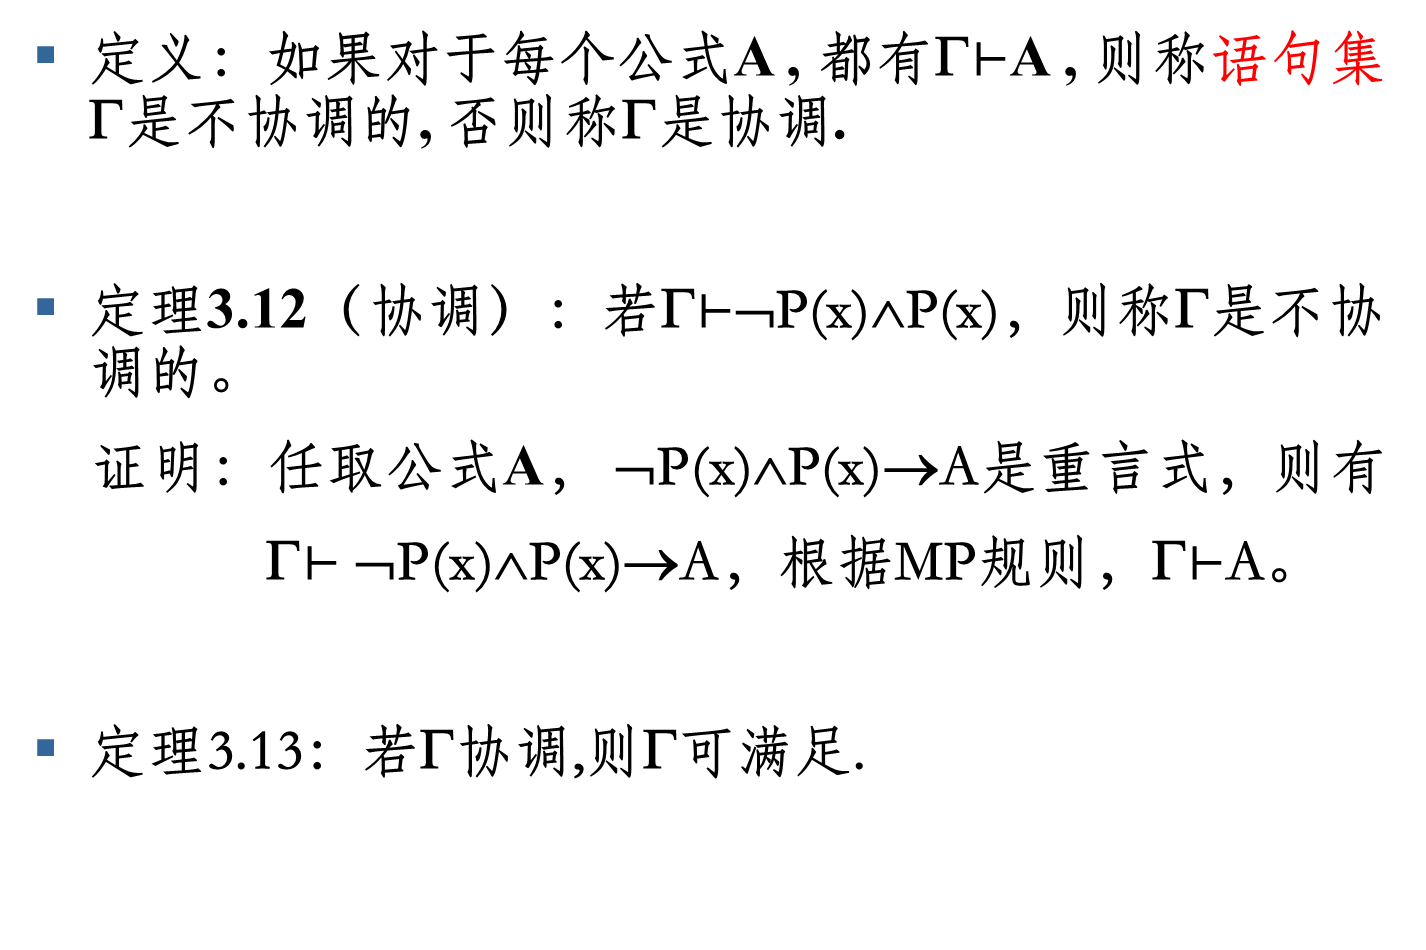 ▪ 定义：如果对于每个公式A,都有Γ⊢A,则称语句集
Γ是不协调的,否则称Γ是协调.
▪ 定理3.12（协调）：若Γ⊢¬P(x)∧P(x)，则称Γ是不协
调的。
证明：任取公式A，¬P(x)∧P(x)→A是重言式，则有
Γ⊢ ¬P(x)∧P(x)→A，根据MP规则，Γ⊢A。
▪ 定理3.13：若Γ协调,则Γ可满足.